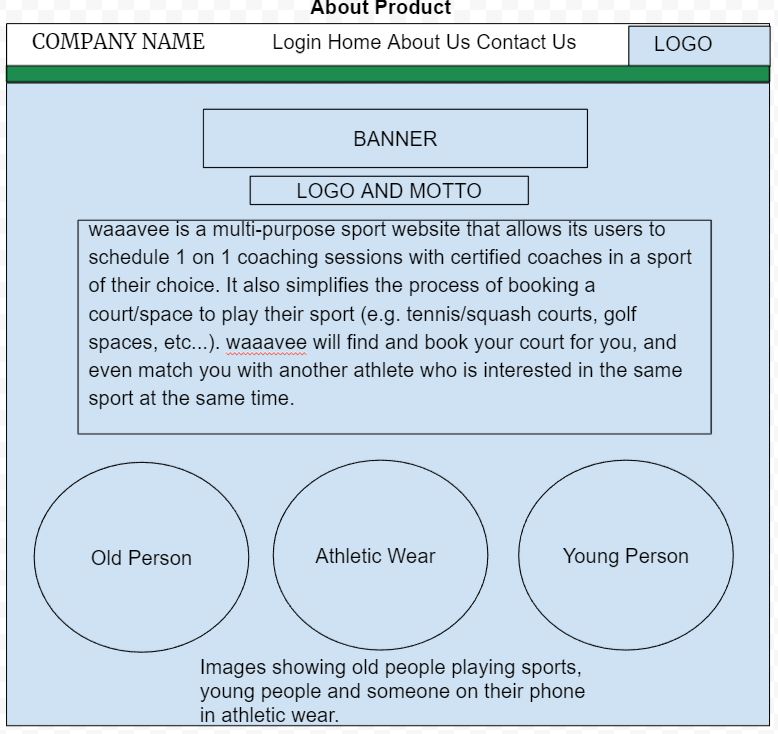 About Product
COMPANY NAME
Login Home About Us Contact Us
LOGO
BANNER
LOGO AND MOTTO
waaavee is a multi-purpose sport website that allows its users to
schedule 1 on 1 coaching sessions with certified coaches in a sport
of their choice. It also simplifies the process of booking a
court/space to play their sport (e.g. tennis/squash courts, golf
spaces, etc...). waaavee will find and book your court for you, and
even match you with another athlete who is interested in the same
sport at the same time.
Old Person
Athletic Wear
Young Person
Images showing old people playing sports,
young people and someone on their phone
in athletic wear.